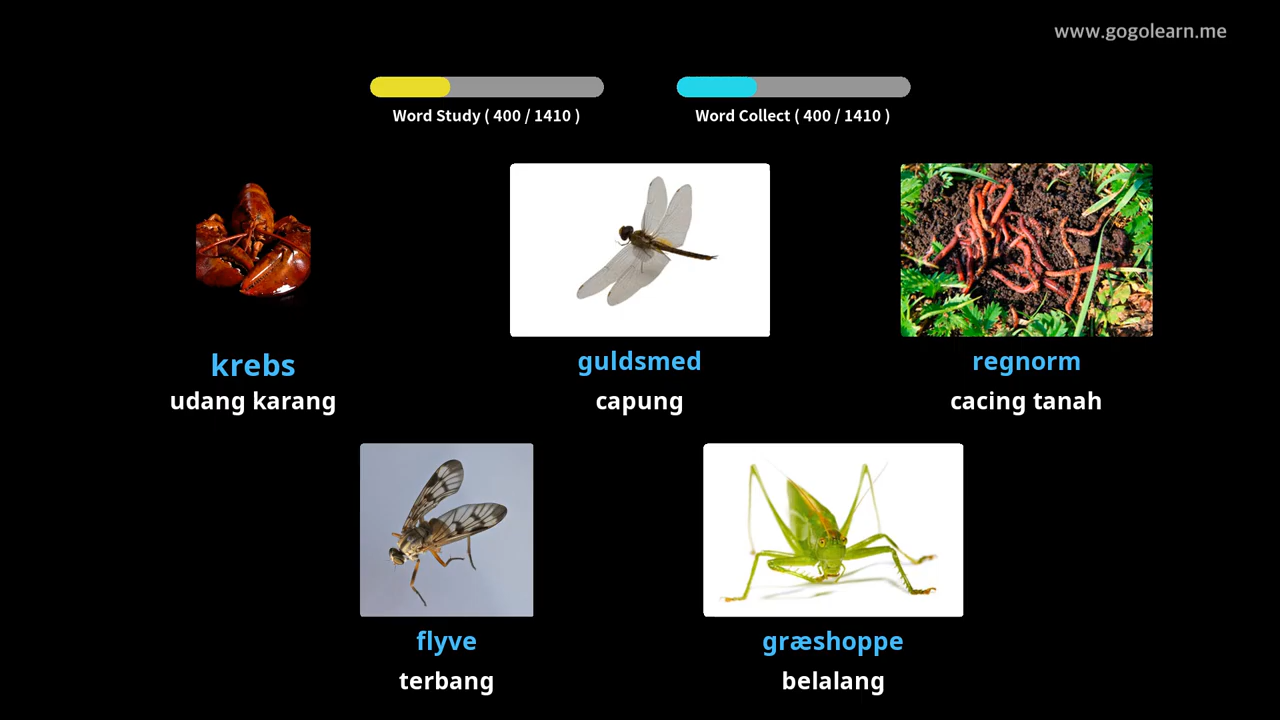 www.gogolearn.me
Word Study ( 400 / 1410 )
Word Collect ( 400 / 1410 )
krebs
udang karang
guldsmed
capung
regnorm
cacing tanah
flyve
terbang
græshoppe
belalang